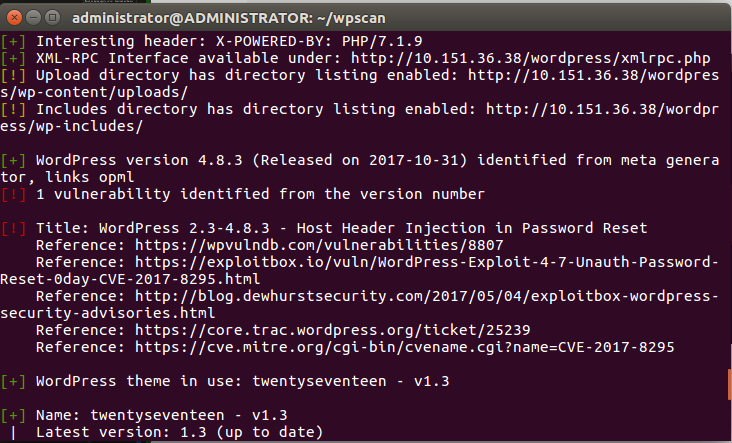 administrator@ADMINISTRATOR: ~/wpscan
[+] Interesting header: X-POWERED-BY: PHP/7.1.9
[+] XML-RPC Interface available under: http://10.151.36.38/wordpress/xmlrpc.php
[!] Upload directory has directory listing enabled: http://10.151.36.38/wordpres
s/wp-content/uploads/
[!] Includes directory has directory listing enabled: http://10.151.36.38/wordpr
ess/wp-includes/
[+] WordPress version 4.8.3 (Released on 2017-10-31) identified from meta genera
tor, links opml
[!] 1 vulnerability identified from the version number
[!] Title: WordPress 2.3-4.8.3 - Host Header Injection in Password Reset
Reference: https://wpvulndb.com/vulnerabilities/8807
Reference: https://exploitbox.io/vuln/WordPress-Exploit-4-7-Unauth-Password-
Reset-0day-CVE-2017-8295.html
Reference: http://blog.dewhurstsecurity.com/2017/05/04/exploitbox-wordpress-
security-advisories.html
Reference: https://core.trac.wordpress.org/ticket/25239
Reference: https://cve.mitre.org/cgi-bin/cvename.cgi?name=CVE-2017-8295
[+] WordPress theme in use: twentyseventeen - v1.3
[+] Name: twentyseventeen - v1.3
|  Latest version: 1.3 (up to date)